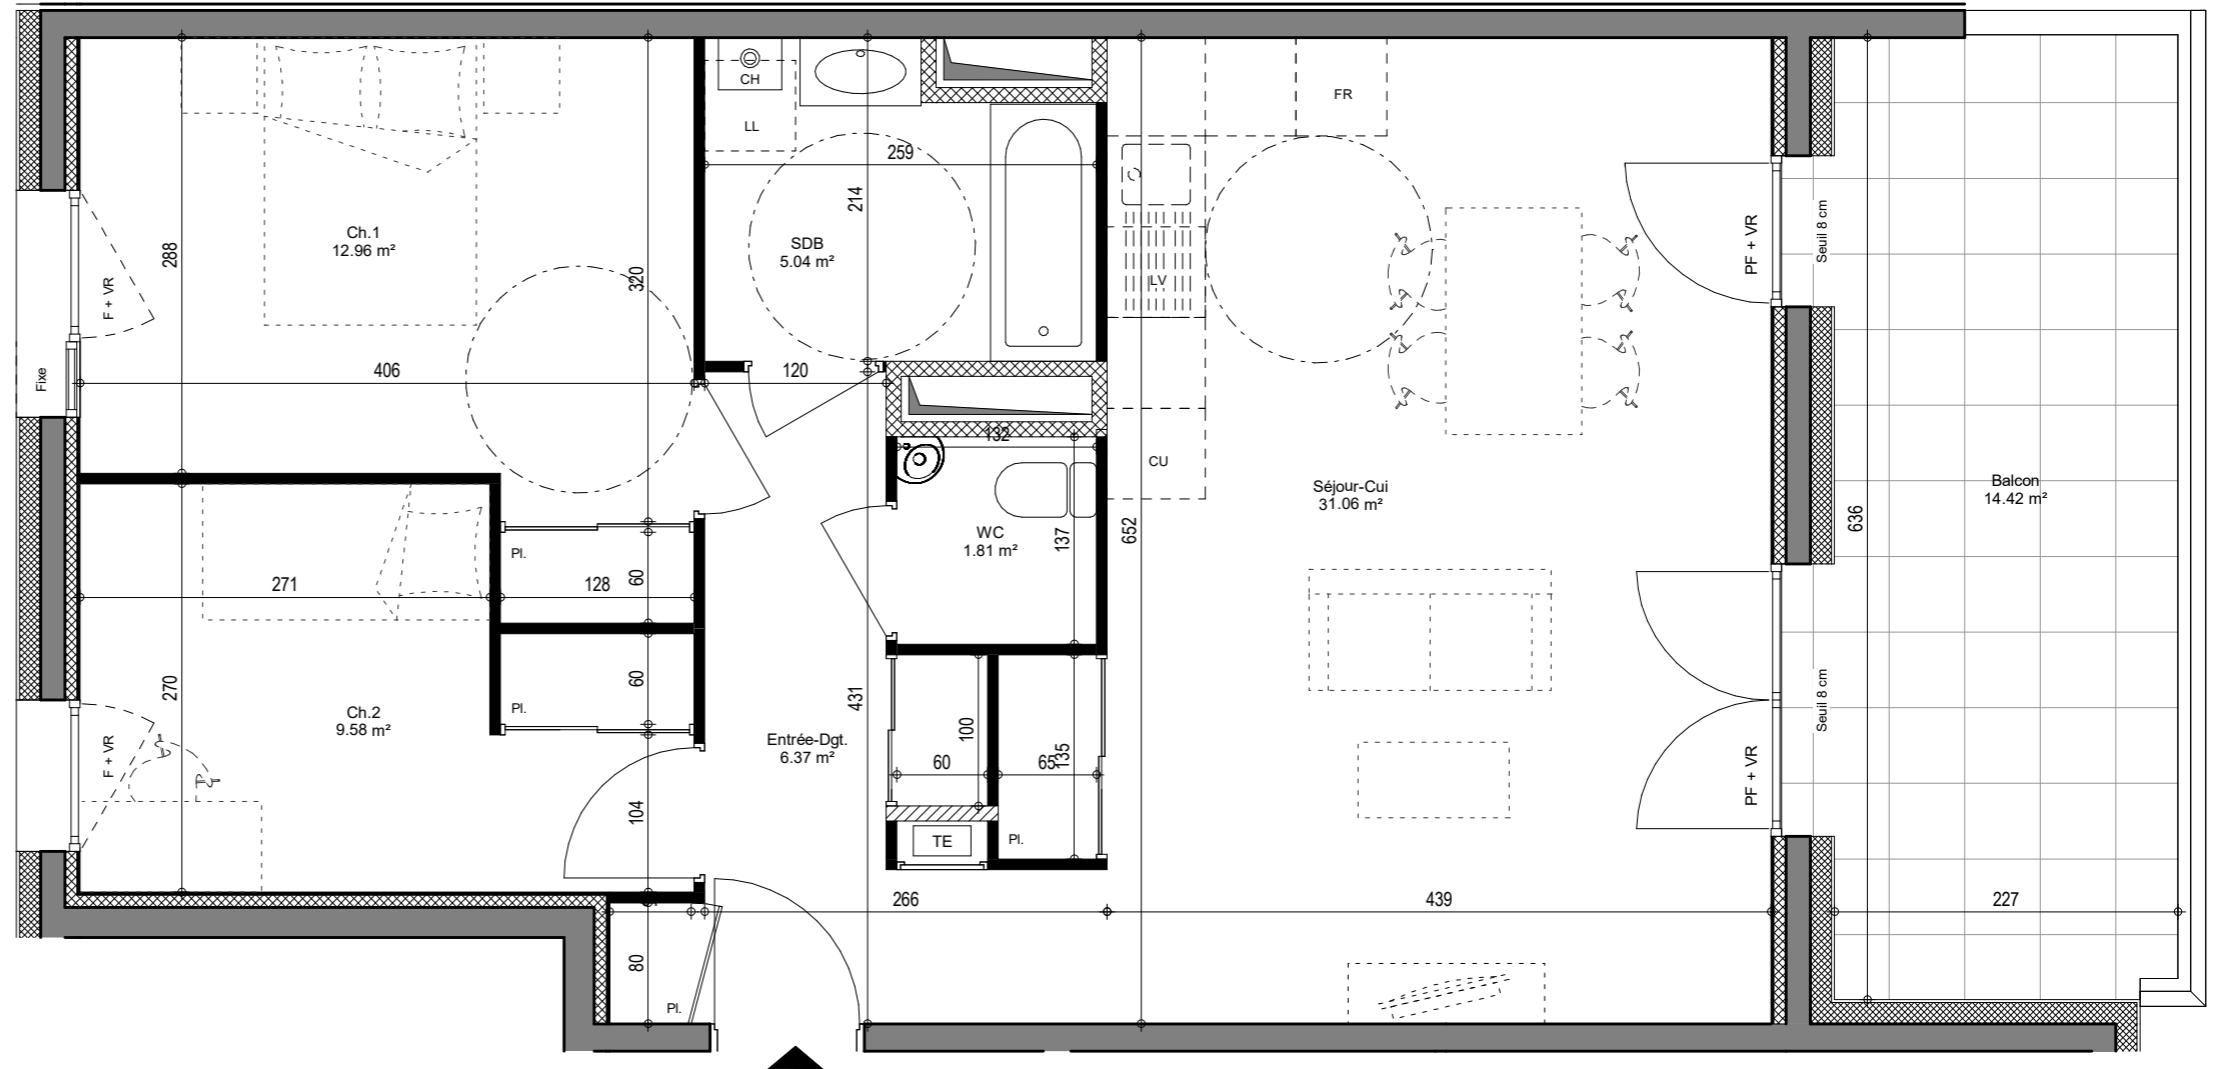 CH
LL
FR
259
214
288
Ch.1
12.96 m²
SDB
5.04 m²
320
F + VR
LV
PF + VR
Seuil 8 cm
Fixe
406
120
132
CU
Séjour-Cui
31.06 m²
Balcon
14.42 m²
636
652
137
WC
1.81 m²
Pl.
271
128
60
270
60
Pl.
431
Ch.2
9.58 m²
F + VR
Entrée-Dgt.
6.37 m²
100
60
65
135
104
TE
Pl.
Seuil 8 cm
PF + VR
266
439
227
80
Pl.